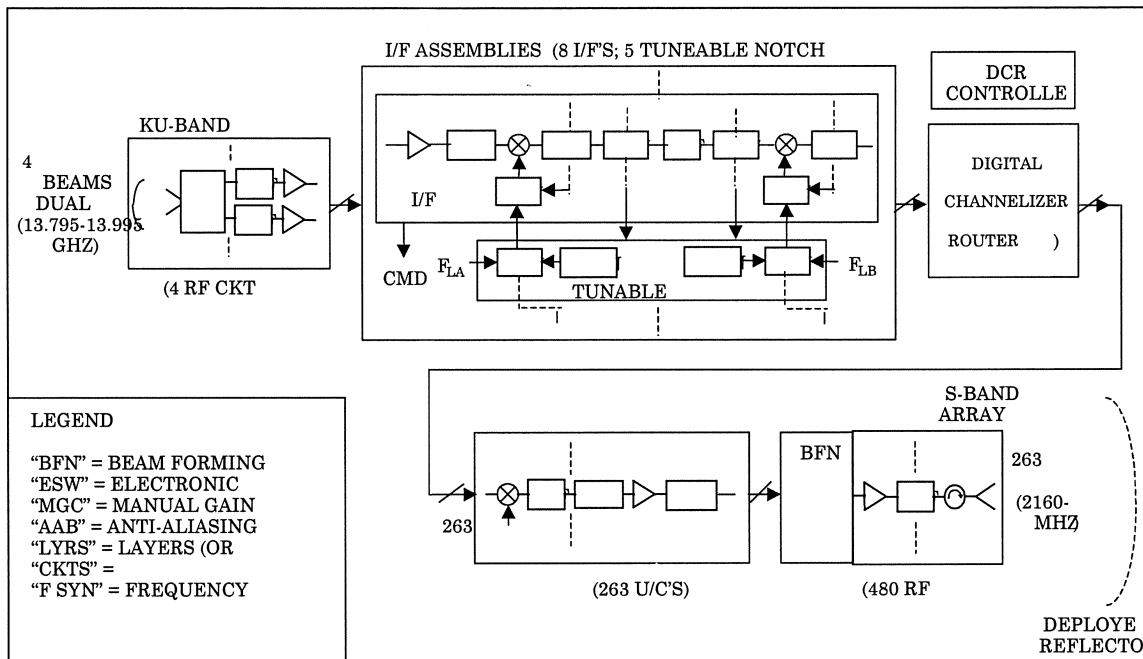 I/F ASSEMBLIES (8 I/F'S; 5 TUNEABLE NOTCH
DCR
CONTROLLE
KU-BAND
4
BEAMS
DUAL
(13.795-13.995
GHZ)
(4 RF CKT
I/F
CMD
F_LA
F_LB
TUNABLE
DIGITAL
CHANNELIZER
ROUTER )
LEGEND
“BFN” = BEAM FORMING
“ESW” = ELECTRONIC
“MGC” = MANUAL GAIN
“AAB” = ANTI-ALIASING
“LYRS” = LAYERS (OR
“CKTS” =
“F SYN” = FREQUENCY
263
(263 U/C'S)
BFN
S-BAND
ARRAY
263
(2160-
MHZ)
(480 RF
DEPLOYE
REFLECTO